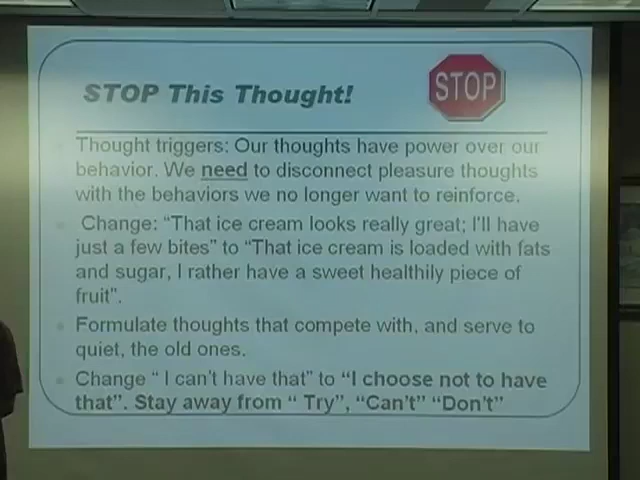 STOP This Thought!
STOP
Thought triggers: Our thoughts have power over our
behavior. We need to disconnect pleasure thoughts
with the behaviors we no longer want to reinforce.
Change: “That ice cream looks really great; I'll have
just a few bites” to “That ice cream is loaded with fats
and sugar, I rather have a sweet healthily piece of
fruit”.
Formulate thoughts that compete with, and serve to
quiet, the old ones.
Change “ I can't have that” to “I choose not to have
that”. Stay away from “ Try”, “Can't” “Don't”